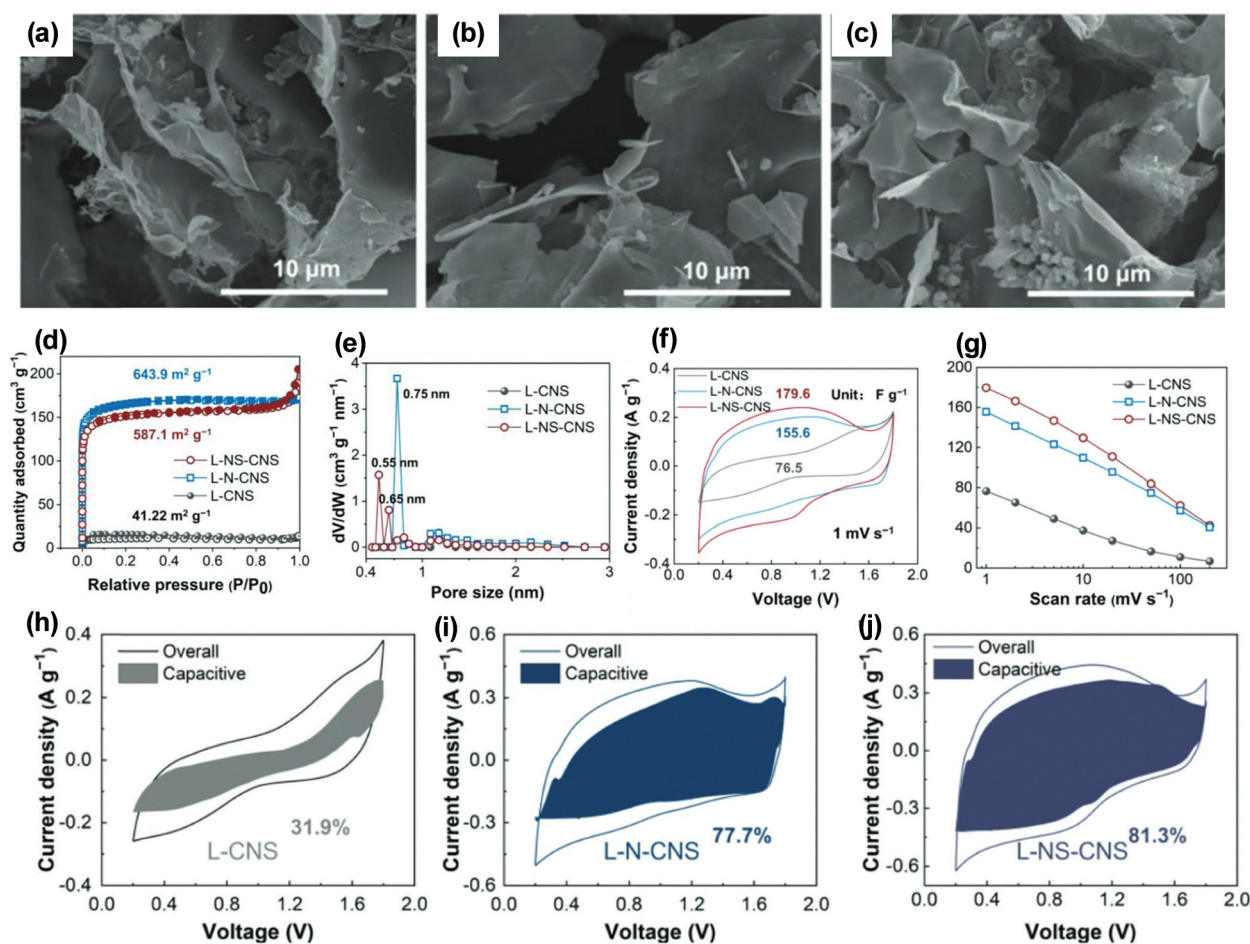 (a)
(b)
(c)
10 µm
10 µm
10 µm
(d)
Quantity adsorbed (cm³ g⁻¹)
200
150
100
50
0
643.9 m² g⁻¹
587.1 m² g⁻¹
L-NS-CNS
L-N-CNS
L-CNS
41.22 m² g⁻¹
0.0 0.2 0.4 0.6 0.8 1.0
Relative pressure (P/P₀)
(e)
dV/dW (cm³ g⁻¹ nm⁻¹)
4
3
2
1
0
0.75 nm
0.55 nm
0.65 nm
L-CNS
L-N-CNS
L-NS-CNS
0.4 1 2 3
Pore size (nm)
(f)
Current density (A g⁻¹)
0.4
0.2
0.0
-0.2
-0.4
L-CNS
L-N-CNS
L-NS-CNS
179.6
Unit: F g⁻¹
155.6
76.5
1 mV s⁻¹
0.0 0.4 0.8 1.2 1.6 2.0
Voltage (V)
(g)
200
160
120
80
40
0
L-CNS
L-N-CNS
L-NS-CNS
1 10 100
Scan rate (mV s⁻¹)
(h)
Current density (A g⁻¹)
0.4
0.2
0.0
-0.2
-0.4
Overall
Capacitive
31.9%
L-CNS
0.0 0.4 0.8 1.2 1.6 2.0
Voltage (V)
(i)
Current density (A g⁻¹)
0.6
0.3
0.0
-0.3
-0.6
Overall
Capacitive
77.7%
L-N-CNS
0.0 0.4 0.8 1.2 1.6 2.0
Voltage (V)
(j)
Current density (A g⁻¹)
0.6
0.3
0.0
-0.3
-0.6
Overall
Capacitive
L-NS-CNS 81.3%
0.0 0.4 0.8 1.2 1.6 2.0
Voltage (V)